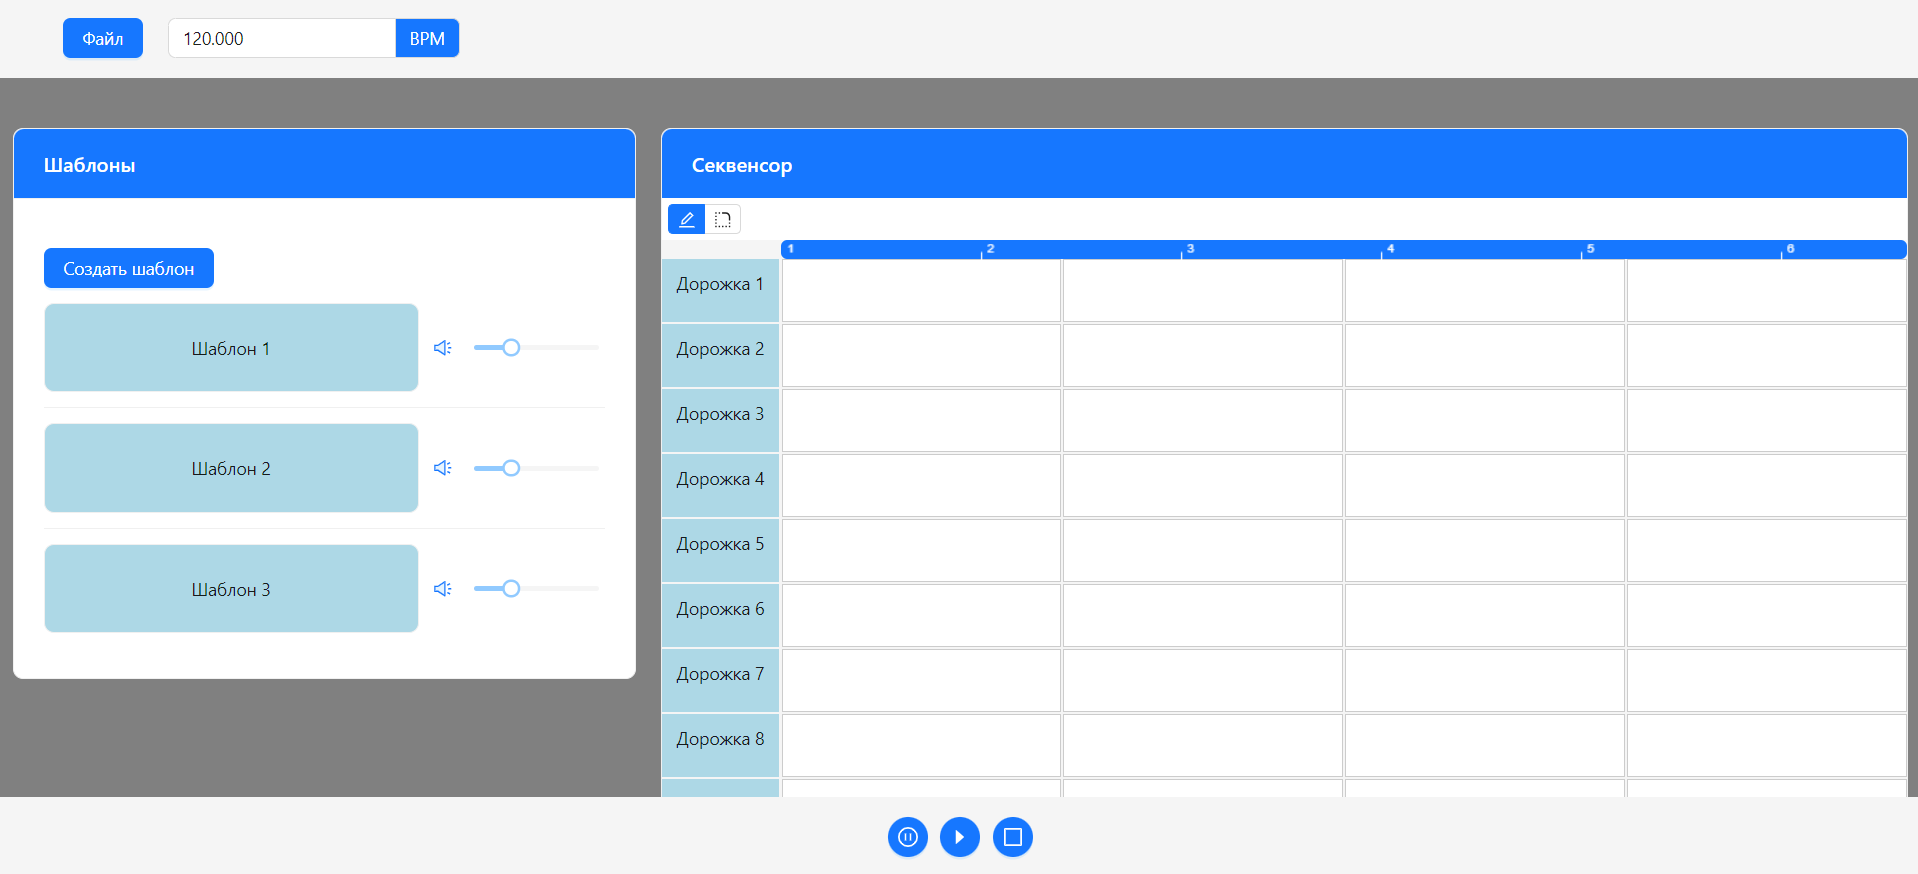 Файл
120.000 BPM
Шаблоны
Создать шаблон
Шаблон 1
Шаблон 2
Шаблон 3
Секвенсор
1 2 3 4 5 6
Дорожка 1
Дорожка 2
Дорожка 3
Дорожка 4
Дорожка 5
Дорожка 6
Дорожка 7
Дорожка 8